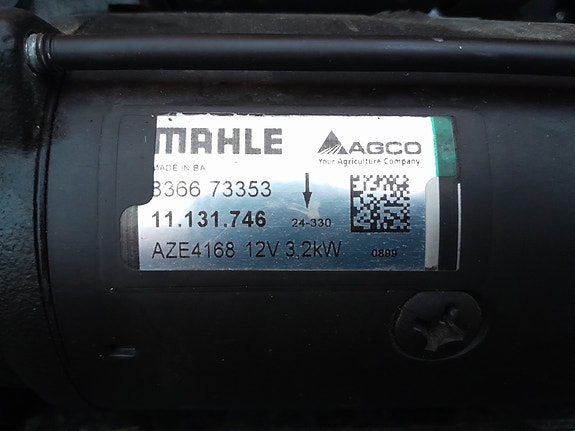 MAHLE
AGCO
Your Agriculture Company
MADE IN BA
8366 73353
11.131.746
24-330
AZE4168 12V 3,2kW
0899